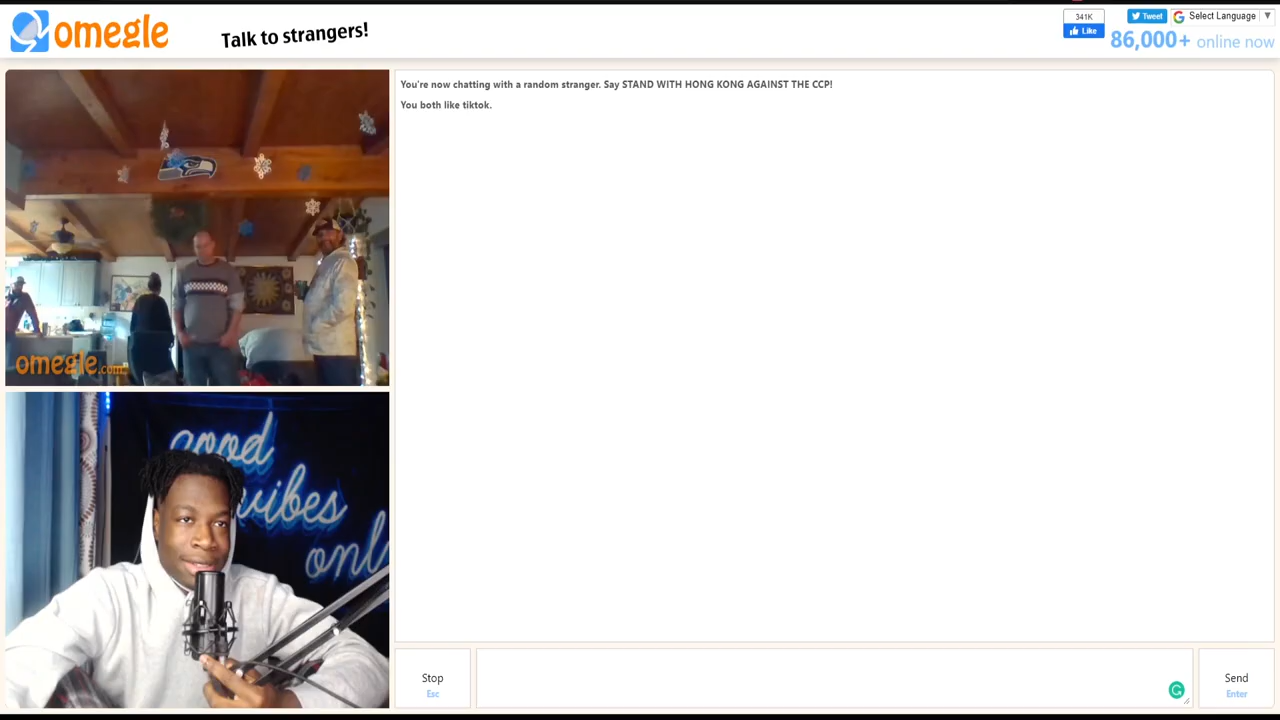 omegle
Talk to strangers!
341K
Like
Tweet
Select Language
86,000+ online now
You're now chatting with a random stranger. Say STAND WITH HONG KONG AGAINST THE CCP!
You both like tiktok.
omegle.com
good
vibes
onl
Stop
Esc
Send
Enter